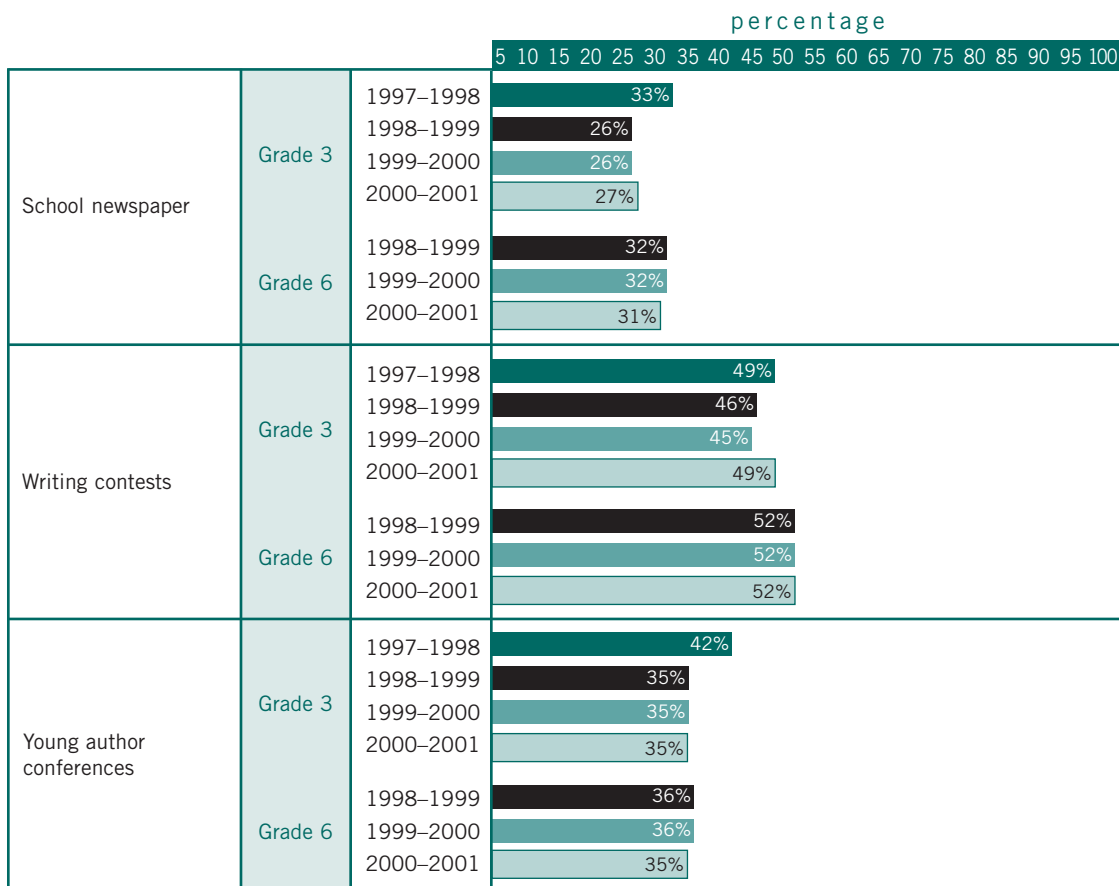 percentage
5 10 15 20 25 30 35 40 45 50 55 60 65 70 75 80 85 90 95 100
School newspaper
Grade 3
1997–1998 33%
1998–1999 26%
1999–2000 26%
2000–2001 27%
Grade 6
1998–1999 32%
1999–2000 32%
2000–2001 31%
Writing contests
Grade 3
1997–1998 49%
1998–1999 46%
1999–2000 45%
2000–2001 49%
Grade 6
1998–1999 52%
1999–2000 52%
2000–2001 52%
Young author
conferences
Grade 3
1997–1998 42%
1998–1999 35%
1999–2000 35%
2000–2001 35%
Grade 6
1998–1999 36%
1999–2000 36%
2000–2001 35%